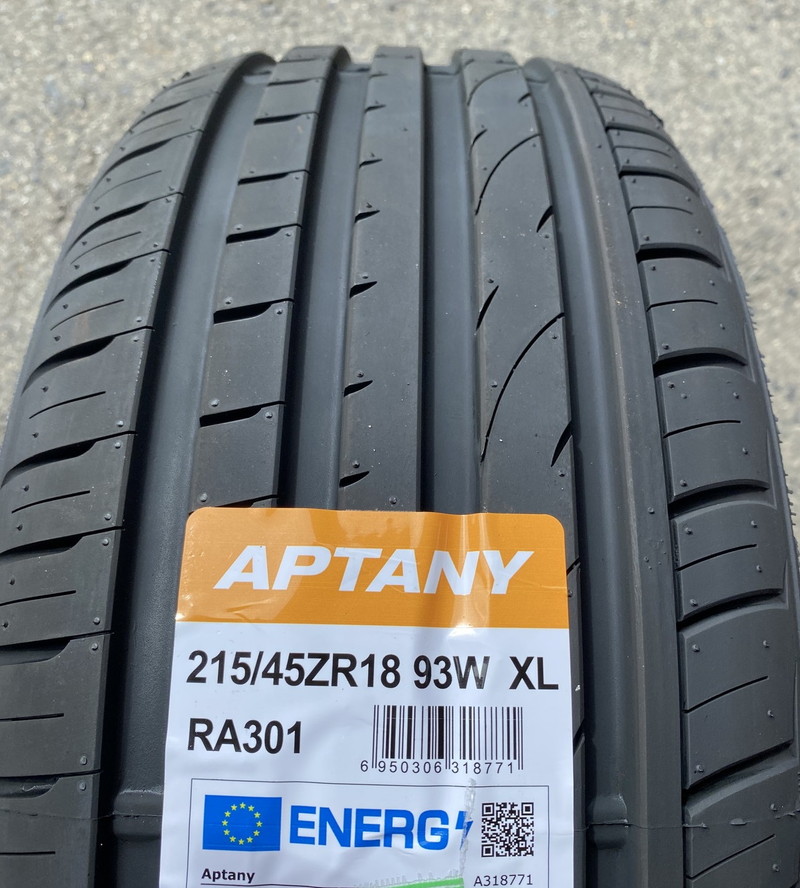 APTANY
215/45ZR18 93W XL
RA301
6 950306 318771
ENERG
Aptany
A318771